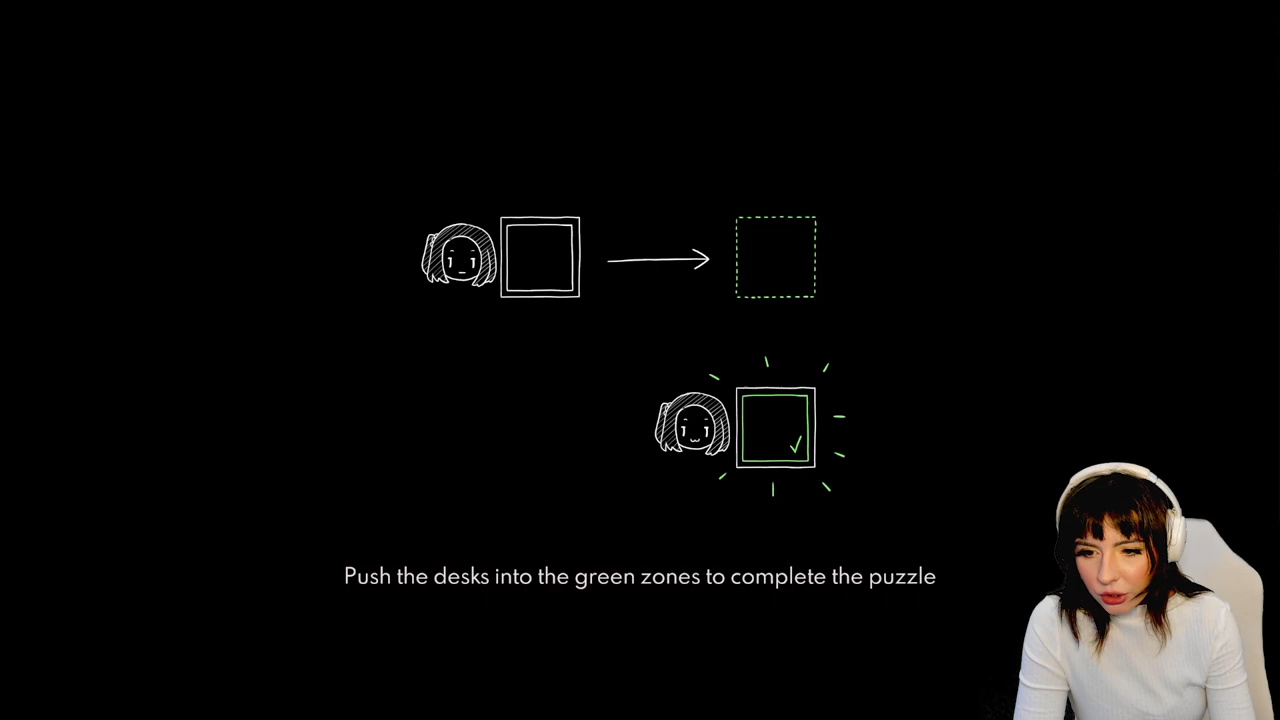 Push the desks into the green zones to complete the puzzle